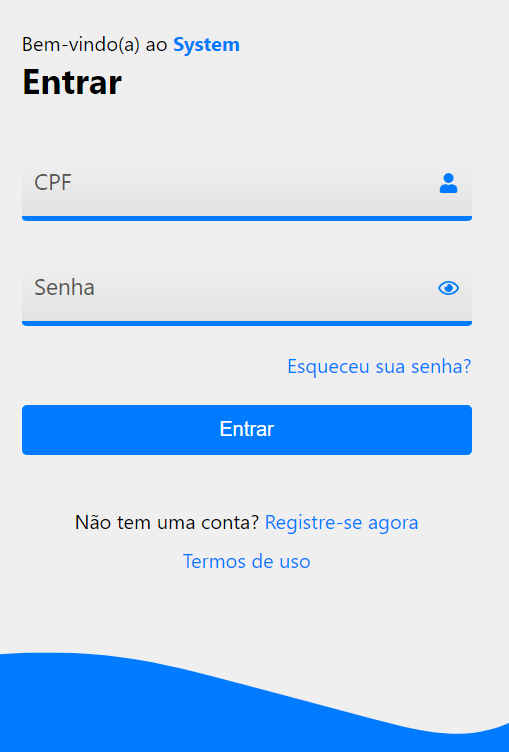 Bem-vindo(a) ao System
Entrar
CPF
Senha
Esqueceu sua senha?
Entrar
Não tem uma conta? Registre-se agora
Termos de uso